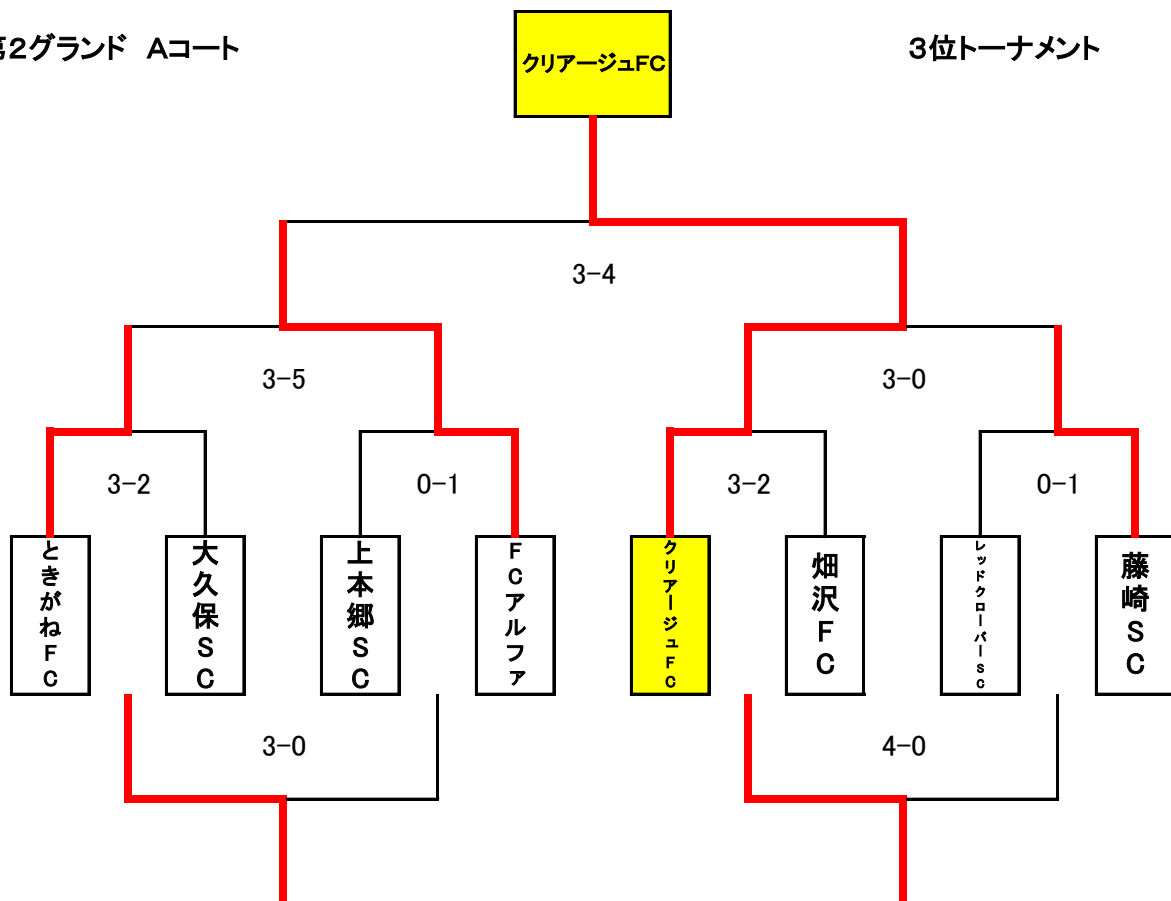 第2グランド Aコート
3位トーナメント
クリアージュFC
3-4
3-5
3-0
3-2
0-1
3-2
0-1
ときがねFC
大久保SC
上本郷SC
FCアルファ
クリアージュFC
畑沢FC
レッドクローバーSC
藤崎SC
3-0
4-0